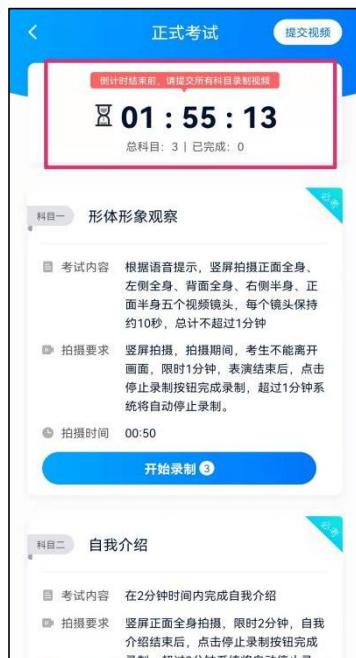 正式考试
提交视频
倒计时结束前，请提交所有科目录制视频
01 : 55 : 13
总科目：3 | 已完成：0
必考
科目一
形体形象观察
考试内容
根据语音提示，竖屏拍摄正面全身、
左侧全身、背面全身、右侧半身、正
面半身五个视频镜头，每个镜头保持
约10秒，总计不超过1分钟
拍摄要求
竖屏拍摄，拍摄期间，考生不能离开
画面，限时1分钟，表演结束后，点击
停止录制按钮完成录制，超过1分钟系
统将自动停止录制。
拍摄时间
00:50
开始录制 3
必考
科目二
自我介绍
考试内容
在2分钟时间内完成自我介绍
拍摄要求
竖屏正面全身拍摄，限时2分钟，自我
介绍结束后，点击停止录制按钮完成